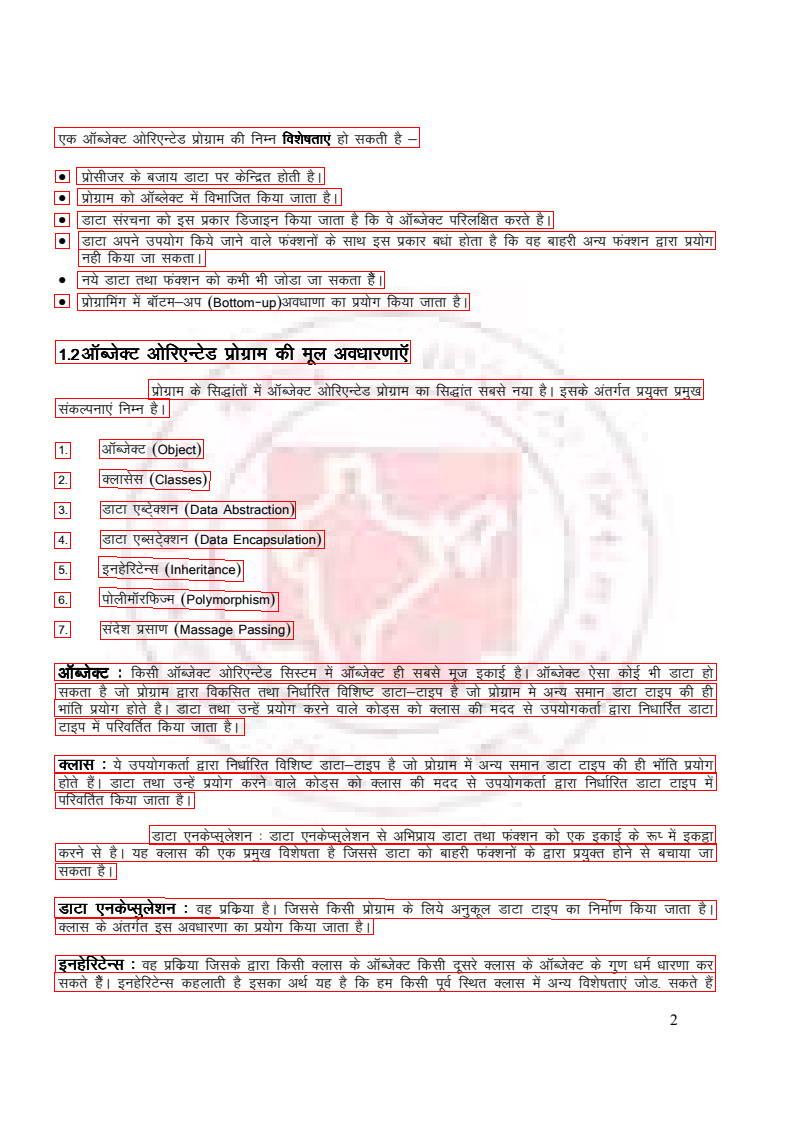 एक ऑब्जेक्ट ओरिएन्टेड प्रोग्राम की निम्न विशेषताएं हो सकती है –
● प्रोसीजर के बजाय डाटा पर केन्द्रित होती है।
● प्रोग्राम को ऑब्लेक्ट में विभाजित किया जाता है।
● डाटा संरचना को इस प्रकार डिजाइन किया जाता है कि वे ऑब्जेक्ट परिलक्षित करते है।
● डाटा अपने उपयोग किये जाने वाले फंक्शनों के साथ इस प्रकार बधां होता है कि वह बाहरी अन्य फंक्शन द्वारा प्रयोग
नही किया जा सकता।
● नये डाटा तथा फंक्शन को कभी भी जोडा जा सकता हैं।
● प्रोग्रामिंग में बॉटम–अप (Bottom-up)अवधाणा का प्रयोग किया जाता है।
1.2ऑब्जेक्ट ओरिएन्टेड प्रोग्राम की मूल अवधारणाऍ
प्रोग्राम के सिद्धांतों में ऑब्जेक्ट ओरिएन्टेड प्रोग्राम का सिद्धांत सबसे नया है। इसके अंतर्गत प्रयुक्त प्रमुख
संकल्पनाएं निम्न है।
1. ऑब्जेक्ट (Object)
2. क्लासेस (Classes)
3. डाटा एब्ट्रेक्शन (Data Abstraction)
4. डाटा एब्सट्रेक्शन (Data Encapsulation)
5. इनहेरिटेन्स (Inheritance)
6. पोलीमॉरफिज्म (Polymorphism)
7. संदेश प्रसाण (Massage Passing)
ऑब्जेक्ट : किसी ऑब्जेक्ट ओरिएन्टेड सिस्टम में ऑब्जेक्ट ही सबसे मूज इकाई है। ऑब्जेक्ट ऐसा कोई भी डाटा हो
सकता है जो प्रोग्राम द्वारा विकसित तथा निर्धारित विशिष्ट डाटा–टाइप है जो प्रोग्राम मे अन्य समान डाटा टाइप की ही
भांति प्रयोग होते है। डाटा तथा उन्हें प्रयोग करने वाले कोड्स को क्लास की मदद से उपयोगकर्ता द्वारा निर्धारित डाटा
टाइप में परिवर्तित किया जाता है।
क्लास : ये उपयोगकर्ता द्वारा निर्धारित विशिष्ट डाटा–टाइप है जो प्रोग्राम में अन्य समान डाटा टाइप की ही भॉंति प्रयोग
होते हैं। डाटा तथा उन्हें प्रयोग करने वाले कोड्स को क्लास की मदद से उपयोगकर्ता द्वारा निर्धारित डाटा टाइप में
परिवर्तित किया जाता है।
डाटा एनकेप्सुलेशन : डाटा एनकेप्सुलेशन से अभिप्राय डाटा तथा फंक्शन को एक इकाई के रूप में इकट्ठा
करने से है। यह क्लास की एक प्रमुख विशेषता है जिससे डाटा को बाहरी फंक्शनों के द्वारा प्रयुक्त होने से बचाया जा
सकता है।
डाटा एनकेप्सुलेशन : वह प्रक्रिया है। जिससे किसी प्रोग्राम के लिये अनुकूल डाटा टाइप का निर्माण किया जाता है।
क्लास के अंतर्गत इस अवधारणा का प्रयोग किया जाता है।
इनहेरिटेन्स : वह प्रक्रिया जिसके द्वारा किसी क्लास के ऑब्जेक्ट किसी दूसरे क्लास के ऑब्जेक्ट के गुण धर्म धारणा कर
सकते हैं। इनहेरिटेन्स कहलाती है इसका अर्थ यह है कि हम किसी पूर्व स्थित क्लास में अन्य विशेषताएं जोड. सकते हैं
2